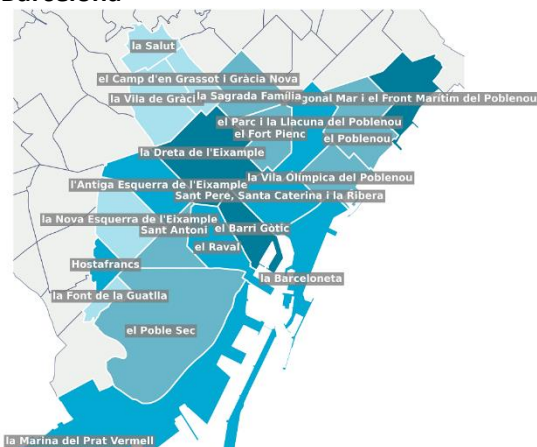 Barcelona
la Salut
el Camp d'en Grassot i Gràcia Nova
la Vila de Gràci
la Sagrada Família
gonal Mar i el Front Marítim del Poblenou
el Parc i la Llacuna del Poblenou
el Fort Pienc
el Poblenou
la Dreta de l'Eixample
la Vila Olímpica del Poblenou
l'Antiga Esquerra de l'Eixample
Sant Pere, Santa Caterina i la Ribera
la Nova Esquerra de l'Eixample
Sant Antoni
el Barri Gòtic
el Raval
Hostafrancs
la Barceloneta
la Font de la Guatlla
el Poble Sec
la Marina del Prat Vermell